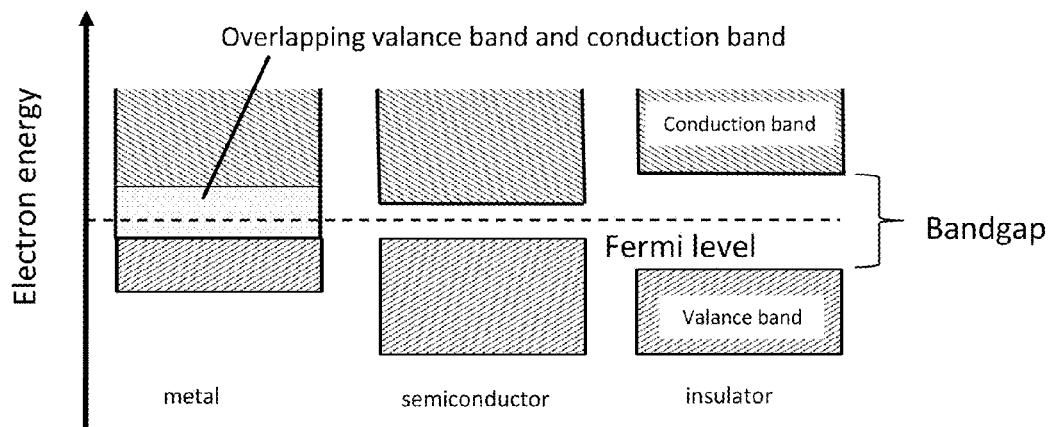 Overlapping valance band and conduction band
Electron energy
Conduction band
Fermi level
Bandgap
Valance band
metal
semiconductor
insulator